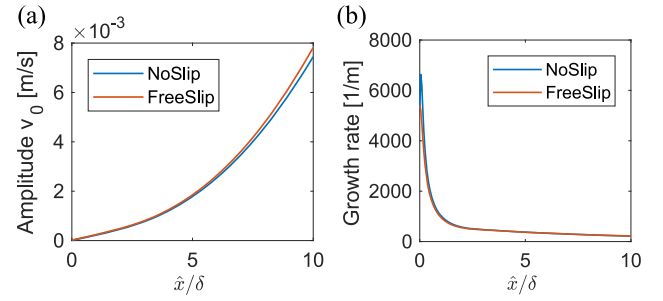 (a)
×10⁻³
8
6
4
2
0
0 5 10
Amplitude v₀ [m/s]
x̂/δ
NoSlip
FreeSlip
(b)
8000
6000
4000
2000
0
0 5 10
Growth rate [1/m]
x̂/δ
NoSlip
FreeSlip